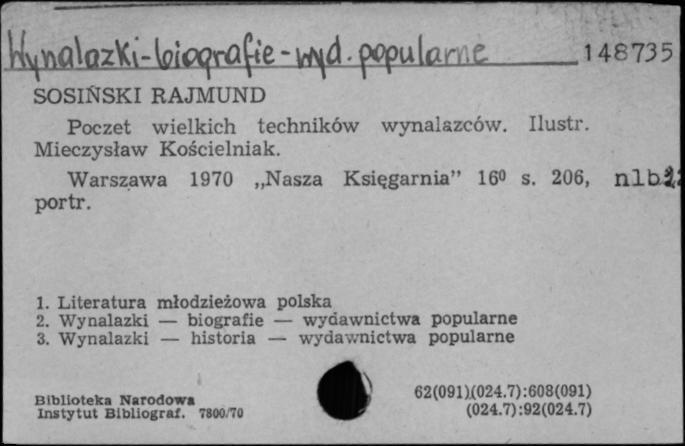 Wynalazki-biografie-wyd. popularne 148735
SOSIŃSKI RAJMUND
Poczet wielkich techników wynalazców. Ilustr.
Mieczysław Kościelniak.
Warszawa 1970 „Nasza Księgarnia” 16⁰ s. 206, nlb
portr.
1. Literatura młodzieżowa polska
2. Wynalazki — biografie — wydawnictwa popularne
3. Wynalazki — historia — wydawnictwa popularne
Biblioteka Narodowa 62(091)(024.7):608(091)
Instytut Bibliograf. 7800/70 (024.7):92(024.7)